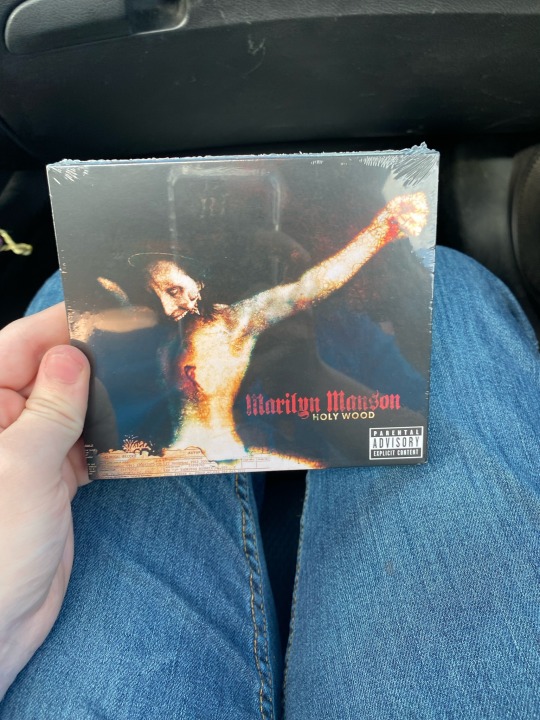 Marilyn Manson
HOLY WOOD
PARENTAL
ADVISORY
EXPLICIT CONTENT